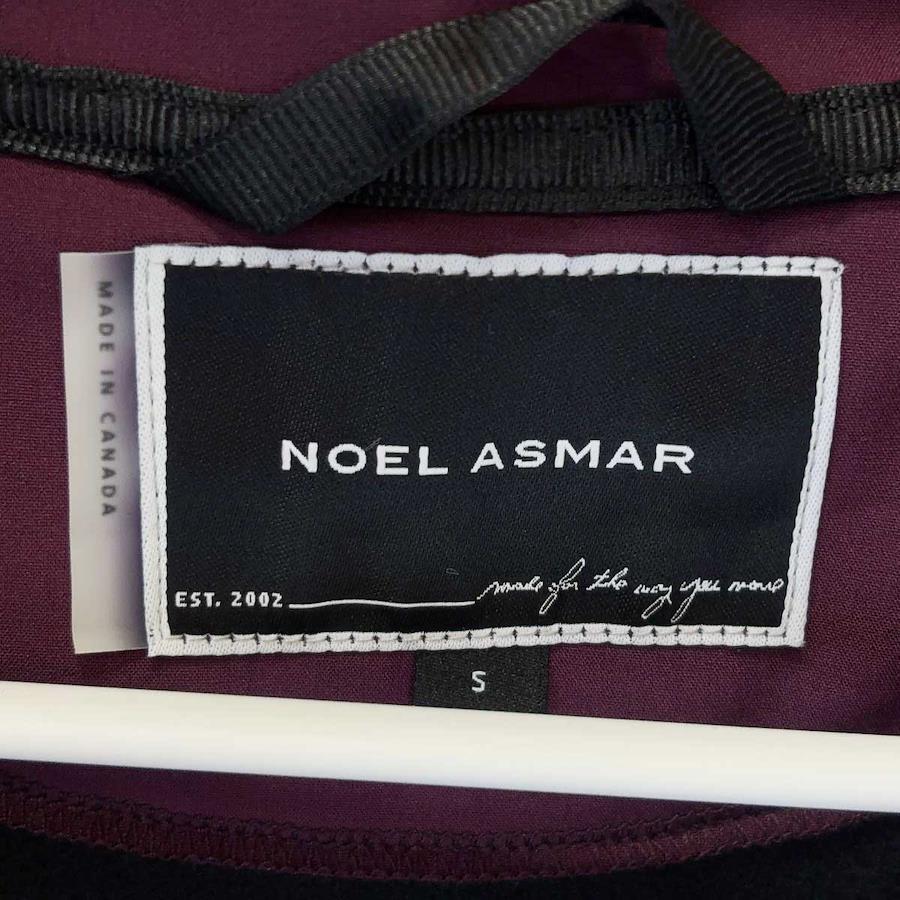 MADE IN CANADA
NOEL ASMAR
EST. 2002
made for the way you move
S